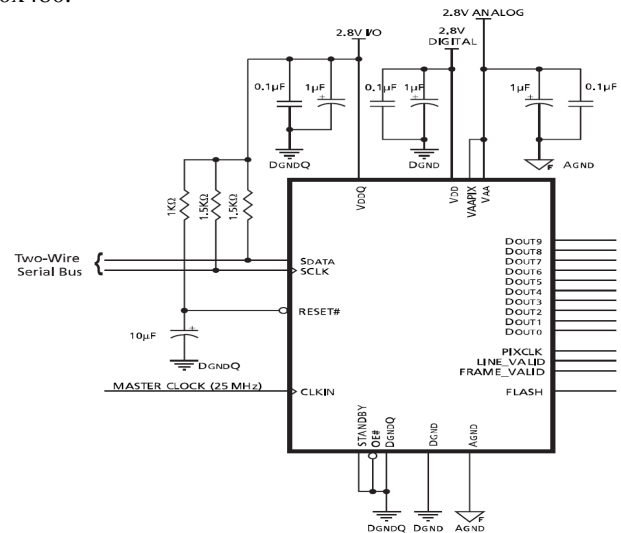 2.8V ANALOG
2.8V I/O
2.8V
DIGITAL
0.1µF
1µF
0.1µF
1µF
1µF
0.1µF
DGNDQ
DGND
AGND
1KΩ
1.5KΩ
1.5KΩ
VDDQ
VDD
VAAPIX
VAA
Two-Wire
Serial Bus
SDATA
SCLK
RESET#
10µF
DGNDQ
MASTER CLOCK (25 MHz)
CLKIN
DOUT9
DOUT8
DOUT7
DOUT6
DOUT5
DOUT4
DOUT3
DOUT2
DOUT1
DOUT0
PIXCLK
LINE_VALID
FRAME_VALID
FLASH
STANDBY
OE#
DGNDQ
DGND
AGND
DGNDQ
DGND
AGND